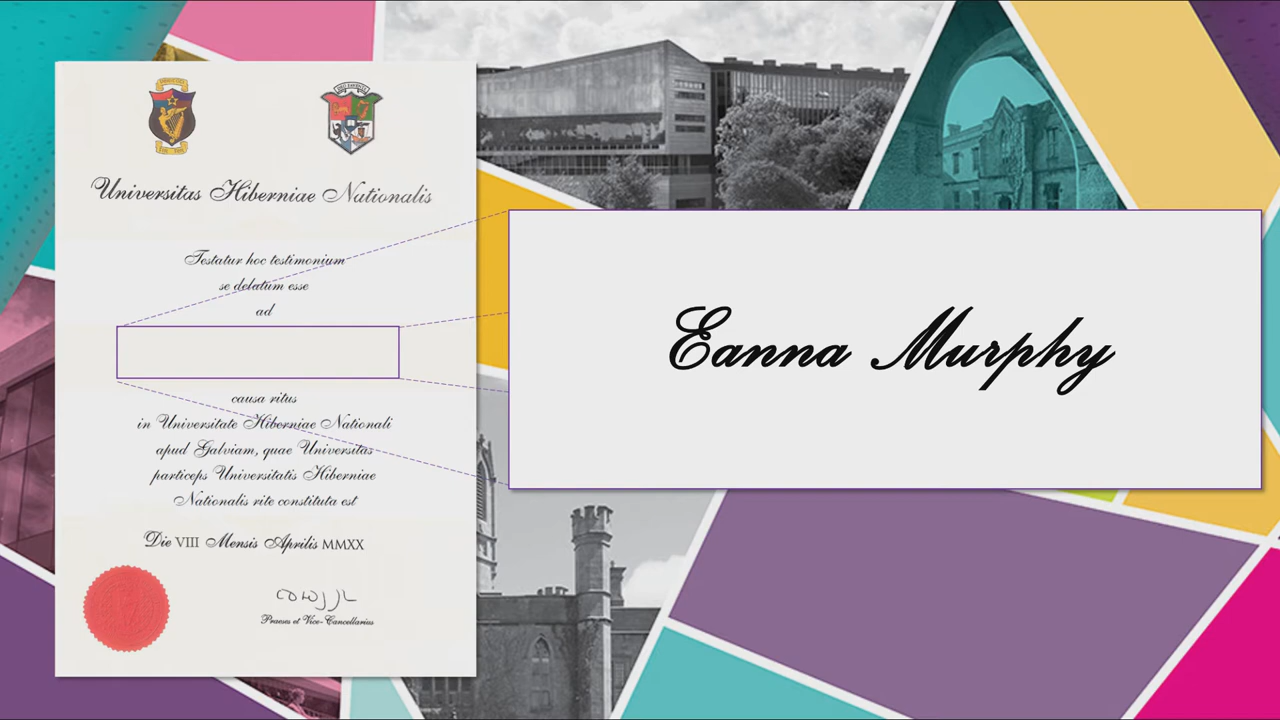 Universitas Hiberniae Nationalis
Testatur hoc testimonium
se delatum esse
ad
Eanna Murphy
causa ritus
in Universitate Hiberniae Nationali
apud Galviam, quae Universitas
particeps Universitatis Hiberniae
Nationalis rite constituta est
Die VIII Mensis Aprilis MMXX
Praeses et Vice-Cancellarius